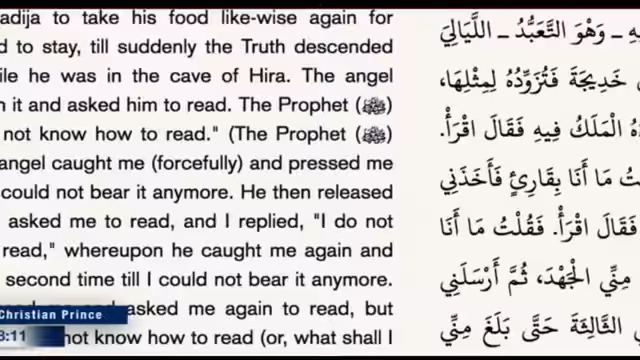 adija to take his food like-wise again for
d to stay, till suddenly the Truth descended
ile he was in the cave of Hira. The angel
n it and asked him to read. The Prophet (ﷺ)
not know how to read." (The Prophet (ﷺ)
angel caught me (forcefully) and pressed me
could not bear it anymore. He then released
asked me to read, and I replied, "I do not
read," whereupon he caught me again and
second time till I could not bear it anymore.
asked me again to read, but
not know how to read (or, what shall I
ـ وَهُوَ التَّعَبُّدُ ـ اللَّيَالِيَ
خَدِيجَةَ فَتُزَوِّدُهُ لِمِثْلِهَا،
الْمَلَكُ فِيهِ فَقَالَ اقْرَأْ‏.‏
مَا أَنَا بِقَارِئٍ فَأَخَذَنِي
فَقَالَ اقْرَأْ‏.‏ فَقُلْتُ مَا أَنَا
مِنِّي الْجَهْدَ، ثُمَّ أَرْسَلَنِي
الثَّالِثَةَ حَتَّى بَلَغَ مِنِّي
Christian Prince
8:11